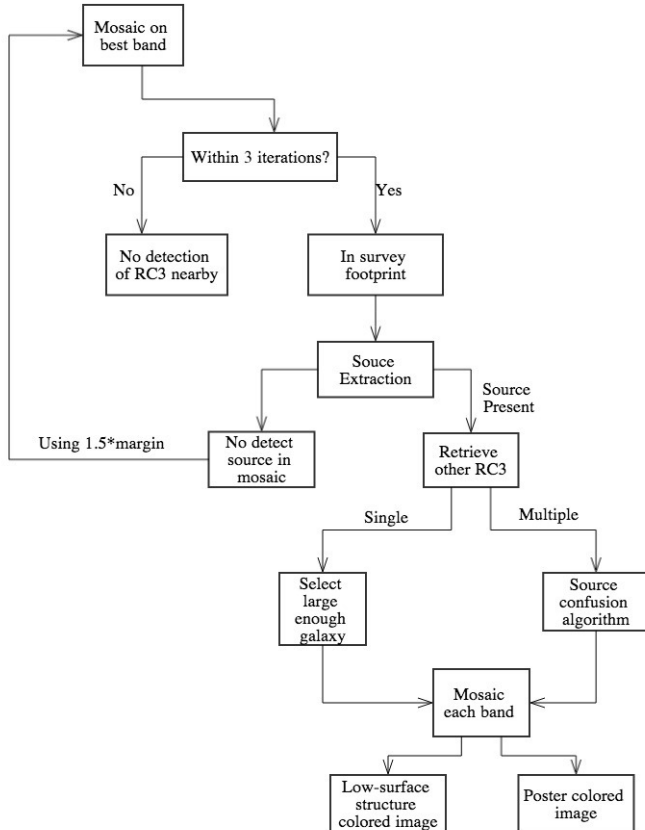 Mosaic on
best band
Within 3 iterations?
No
Yes
No detection
of RC3 nearby
In survey
footprint
Souce
Extraction
Source
Present
Using 1.5*margin
No detect
source in
mosaic
Retrieve
other RC3
Single
Multiple
Select
large
enough
galaxy
Source
confusion
algorithm
Mosaic
each band
Low-surface
structure
colored image
Poster colored
image